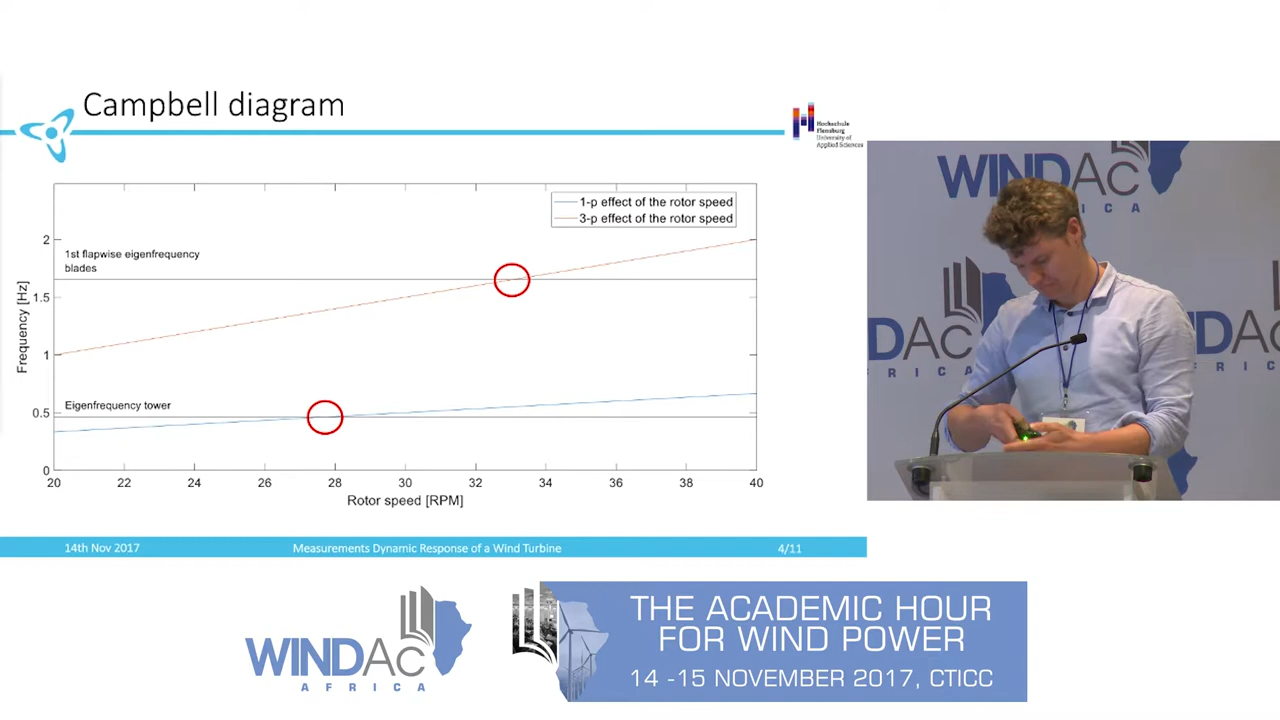 Campbell diagram
Hochschule
Flensburg
University of
Applied Sciences
1-p effect of the rotor speed
3-p effect of the rotor speed
1st flapwise eigenfrequency
blades
Eigenfrequency tower
Frequency [Hz]
2
1.5
1
0.5
0
20 22 24 26 28 30 32 34 36 38 40
Rotor speed [RPM]
14th Nov 2017 Measurements Dynamic Response of a Wind Turbine 4/11
WINDAC
ICA
DAC
FRICA
WINDAC
AFRICA
THE ACADEMIC HOUR
FOR WIND POWER
14 -15 NOVEMBER 2017, CTICC